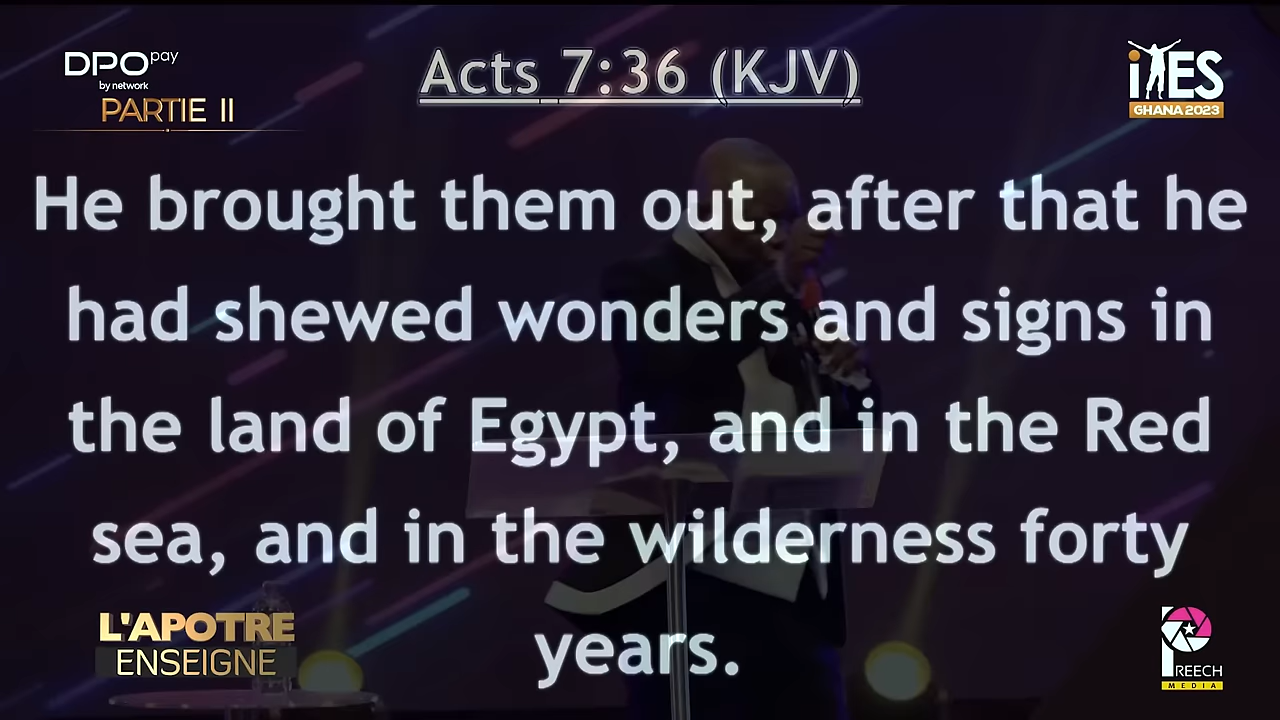 DPO pay
by network
PARTIE II
Acts 7:36 (KJV)
iYES
GHANA 2023
He brought them out, after that he
had shewed wonders and signs in
the land of Egypt, and in the Red
sea, and in the wilderness forty
years.
L'APOTRE
ENSEIGNE
PREECH
MEDIA